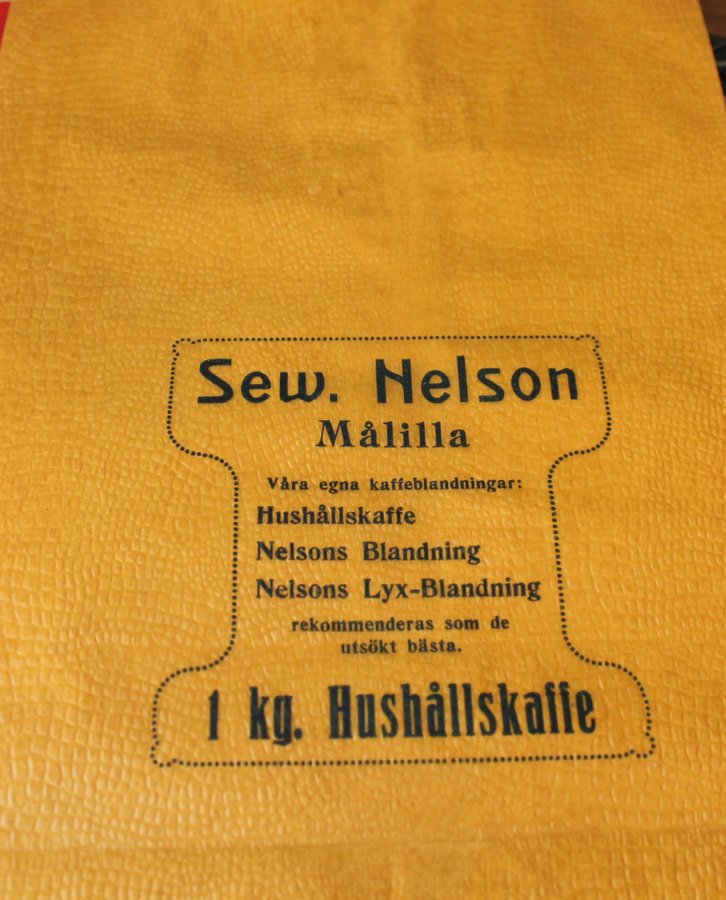 Sew. Nelson
Målilla
Våra egna kaffeblandningar:
Hushållskaffe
Nelsons Blandning
Nelsons Lyx-Blandning
rekommenderas som de
utsökt bästa.
1 kg. Hushållskaffe